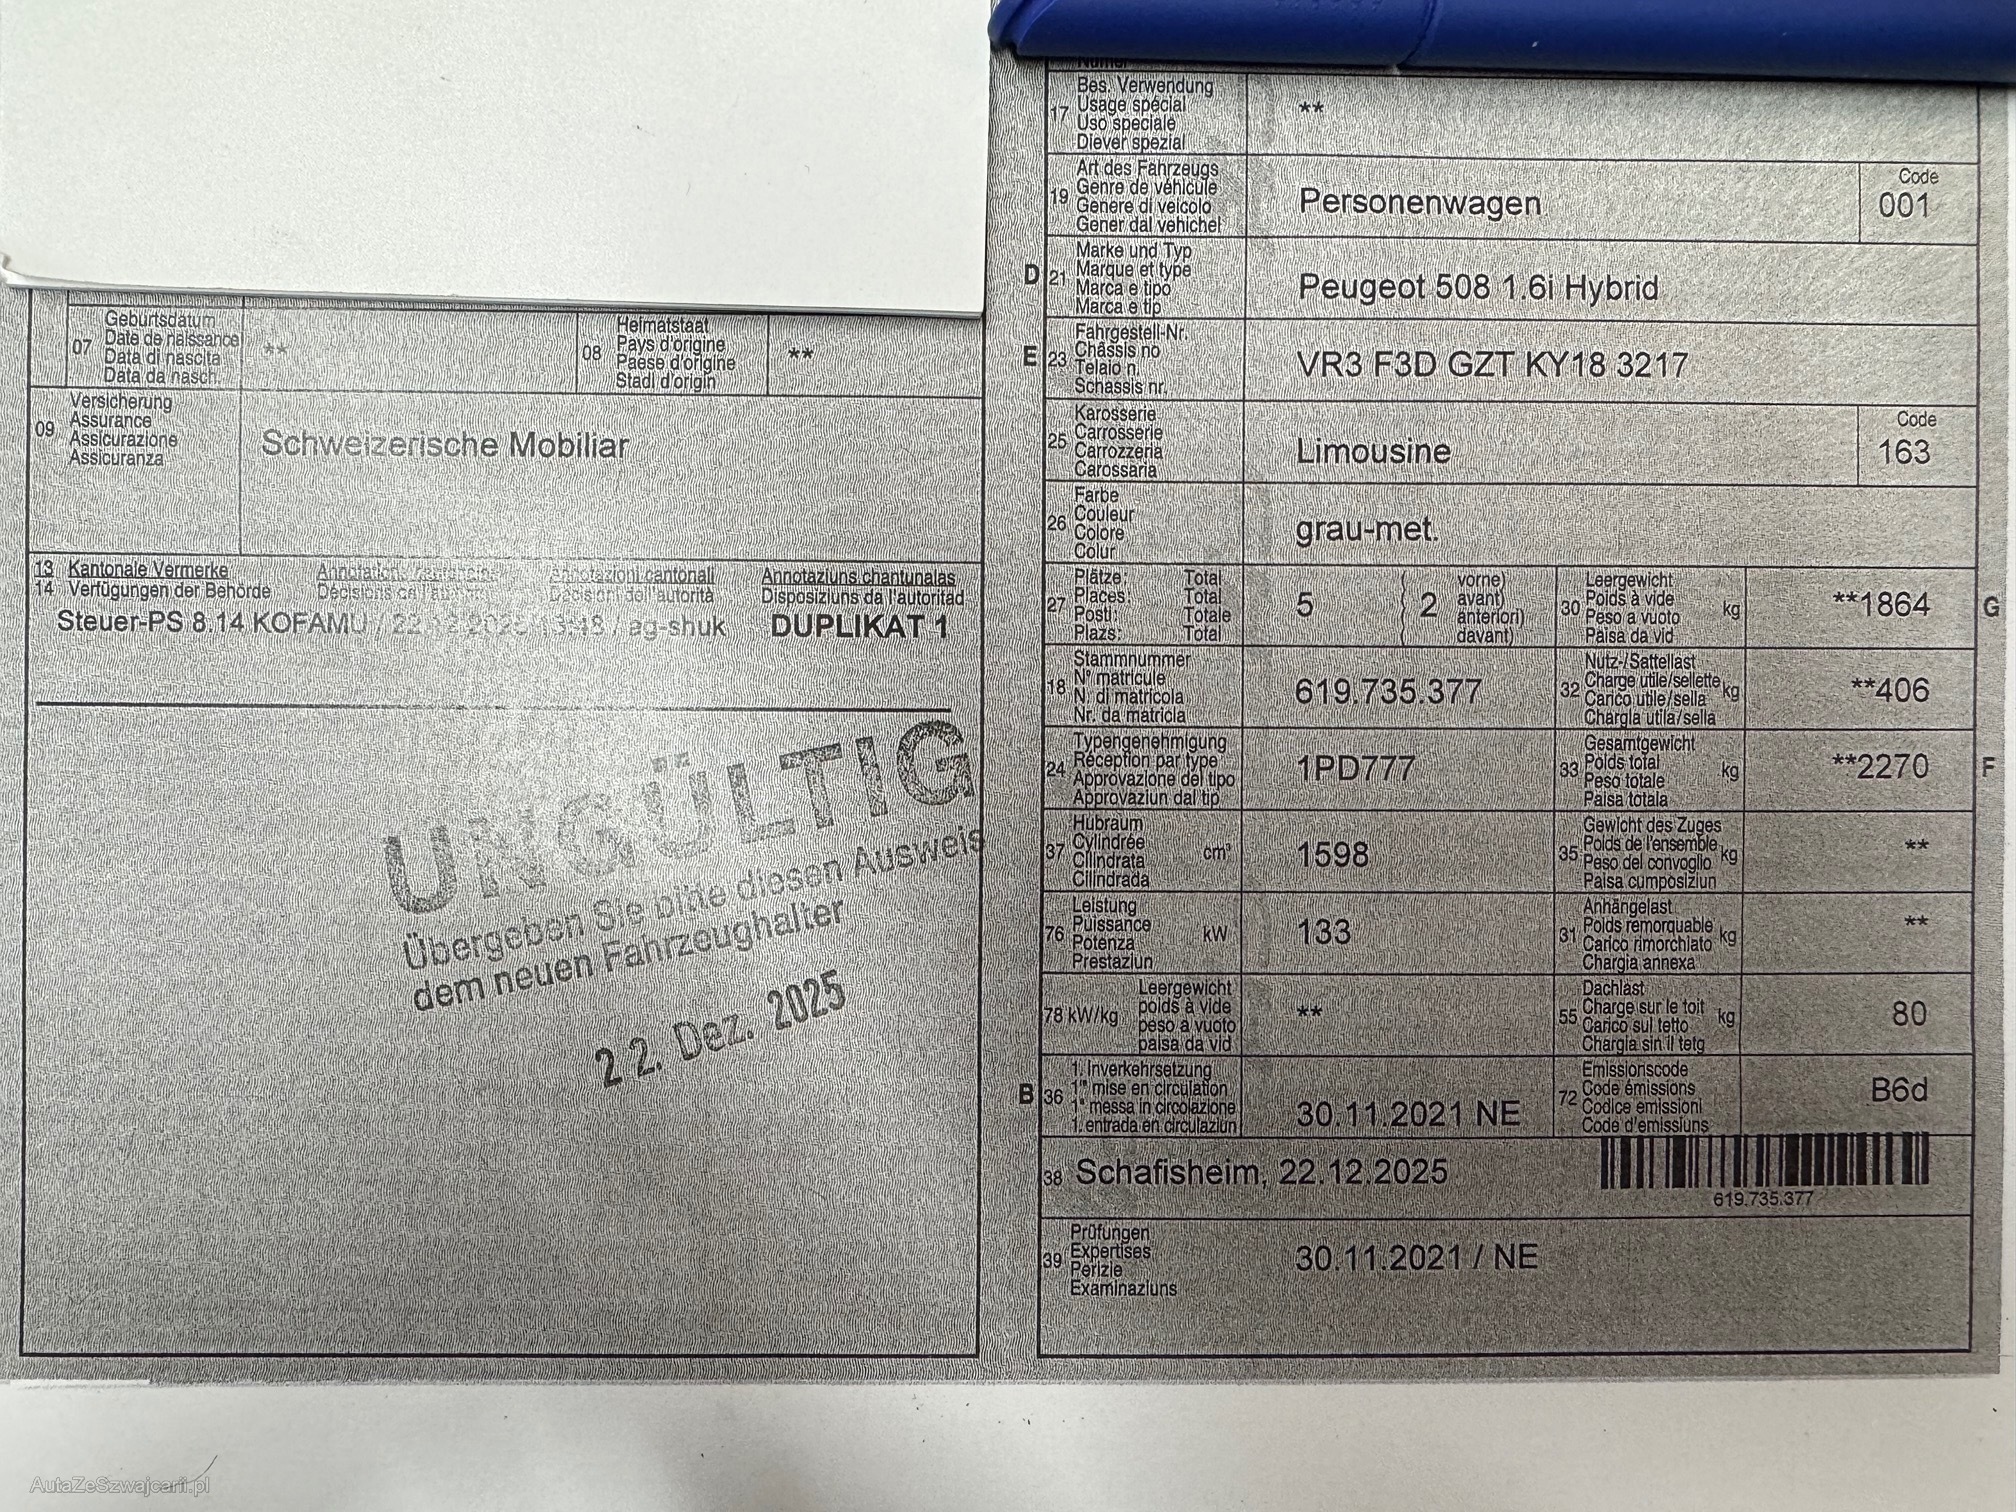 07
Geburtsdatum
Date de naissance
Data di nascita
Data da nasch.
**
08
Heimatstaat
Pays d'origine
Paese d'origine
Stadi d'origin
**
09
Versicherung
Assurance
Assicurazione
Assicuranza
Schweizerische Mobiliar
13 Kantonale Vermerke Annotazioni cantonali Annotaziuns chantunalas
14 Verfügungen der Behörde Decisioni dell'autorità Disposiziuns da l'autoritad
Steuer-PS 8.14 KOFAMU / 22.12.2025 13:48 / ag-shuk DUPLIKAT 1
UNGÜLTIG
Übergeben Sie bitte diesen Ausweis
dem neuen Fahrzeughalter
22. Dez. 2025
17
Bes. Verwendung
Usage spécial
Uso speciale
Diever spezial
**
19
Art des Fahrzeugs
Genre de véhicule
Genere di veicolo
Gener dal vehichel
Personenwagen
Code
001
D
21
Marke und Typ
Marque et type
Marca e tipo
Marca e tip
Peugeot 508 1.6i Hybrid
E
23
Fahrgestell-Nr.
Châssis no
Telaio n.
Schassis nr.
VR3 F3D GZT KY18 3217
25
Karosserie
Carrosserie
Carrozzeria
Carossaria
Limousine
Code
163
26
Farbe
Couleur
Colore
Colur
grau-met.
27
Plätze: Total
Places: Total
Posti: Totale
Plazs: Total
5 ( 2
vorne)
avant)
anteriori)
davant)
30
Leergewicht
Poids à vide
Peso a vuoto
Paisa da vid
kg
**1864
G
18
Stammnummer
N° matricule
N. di matricola
Nr. da matricla
619.735.377
32
Nutz-/Sattellast
Charge utile/sellette
Carico utile/sella
Chargia utila/sella
kg
**406
24
Typengenehmigung
Réception par type
Approvazione del tipo
Approvaziun dal tip
1PD777
33
Gesamtgewicht
Poids total
Peso totale
Paisa totala
kg
**2270
F
37
Hubraum
Cylindrée
Cilindrata
Cilindrada
cm³
1598
35
Gewicht des Zuges
Poids de l'ensemble
Peso del convoglio
Paisa cumposiziun
kg
**
76
Leistung
Puissance
Potenza
Prestaziun
kW
133
31
Anhängelast
Poids remorquable
Carico rimorchiato
Chargia annexa
kg
**
78 kW/kg
Leergewicht
poids à vide
peso a vuoto
paisa da vid
**
55
Dachlast
Charge sur le toit
Carico sul tetto
Chargia sin il tetg
kg
80
B
36
1. Inverkehrsetzung
1re mise en circulation
1a messa in circolazione
1. entrada en circulaziun
30.11.2021 NE
72
Emissionscode
Code émissions
Codice emissioni
Code d'emissiuns
B6d
38 Schafisheim, 22.12.2025
619.735.377
39
Prüfungen
Expertises
Perizie
Examinaziuns
30.11.2021 / NE
AutaZeSzwajcarii.pl